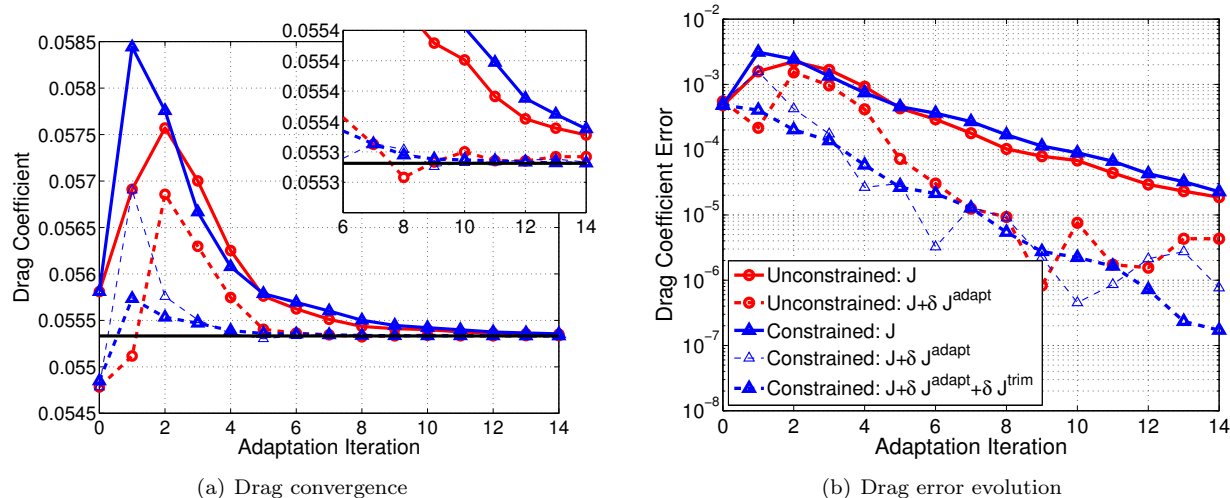 0.0585
0.058
0.0575
0.057
0.0565
0.056
0.0555
0.055
0.0545
Drag Coefficient
0 2 4 6 8 10 12 14
Adaptation Iteration
0.0554
0.0554
0.0554
0.0554
0.0553
0.0553
6 8 10 12 14
(a) Drag convergence
10^-2
10^-3
10^-4
10^-5
10^-6
10^-7
10^-8
Drag Coefficient Error
Unconstrained: J
Unconstrained: J+δ J^adapt
Constrained: J
Constrained: J+δ J^adapt
Constrained: J+δ J^adapt+δ J^trim
0 2 4 6 8 10 12 14
Adaptation Iteration
(b) Drag error evolution